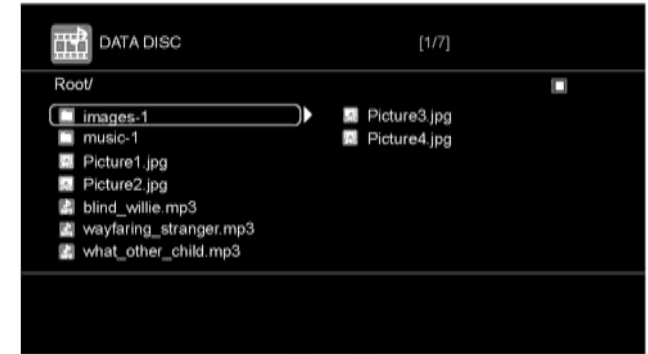 DATA DISC [1/7]
Root/
images-1
music-1
Picture1.jpg
Picture2.jpg
blind_willie.mp3
wayfaring_stranger.mp3
what_other_child.mp3
Picture3.jpg
Picture4.jpg